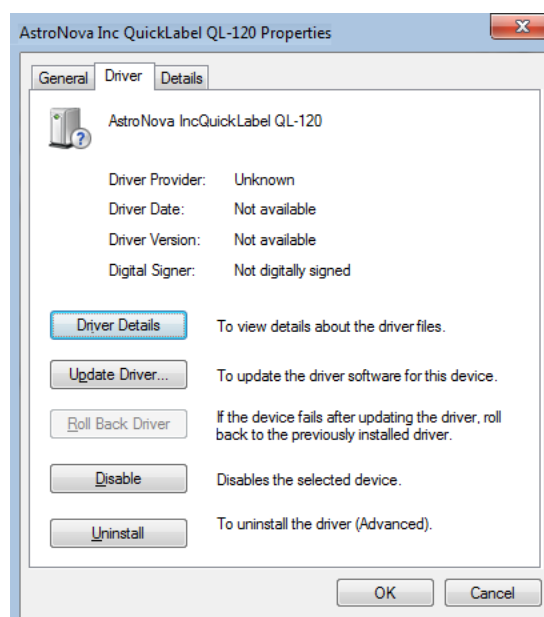 AstroNova Inc QuickLabel QL-120 Properties
General Driver Details
AstroNova IncQuickLabel QL-120
Driver Provider: Unknown
Driver Date: Not available
Driver Version: Not available
Digital Signer: Not digitally signed
Driver Details To view details about the driver files.
Update Driver... To update the driver software for this device.
Roll Back Driver If the device fails after updating the driver, roll
back to the previously installed driver.
Disable Disables the selected device.
Uninstall To uninstall the driver (Advanced).
OK Cancel